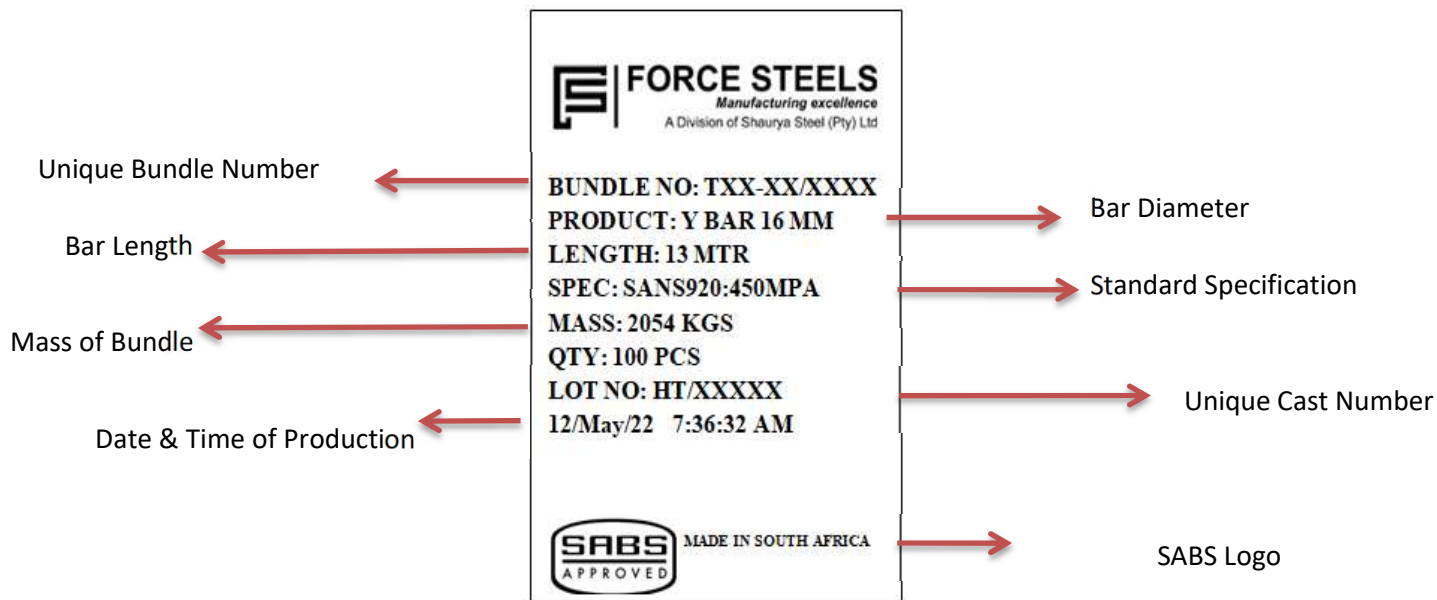 FORCE STEELS
Manufacturing excellence
A Division of Shaurya Steel (Pty) Ltd
Unique Bundle Number
BUNDLE NO: TXX-XX/XXXX
PRODUCT: Y BAR 16 MM
Bar Diameter
Bar Length
LENGTH: 13 MTR
SPEC: SANS920:450MPA
Standard Specification
Mass of Bundle
MASS: 2054 KGS
QTY: 100 PCS
LOT NO: HT/XXXXX
Unique Cast Number
Date & Time of Production
12/May/22 7:36:32 AM
SABS
APPROVED
MADE IN SOUTH AFRICA
SABS Logo